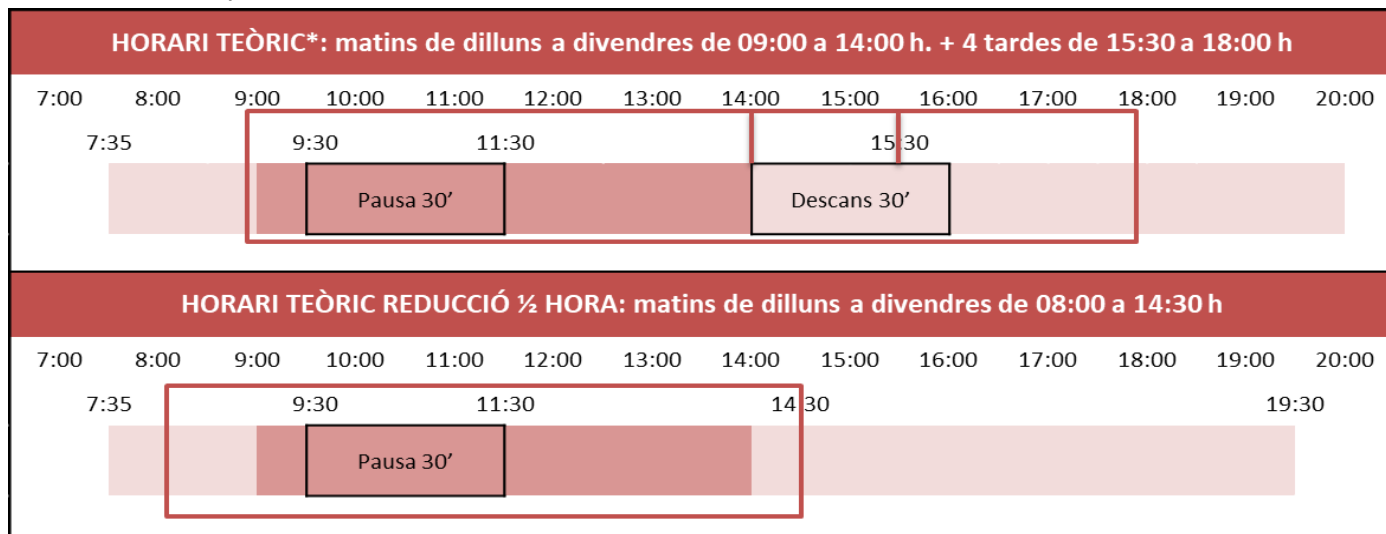 HORARI TEÒRIC*: matins de dilluns a divendres de 09:00 a 14:00 h. + 4 tardes de 15:30 a 18:00 h
7:00 8:00 9:00 10:00 11:00 12:00 13:00 14:00 15:00 16:00 17:00 18:00 19:00 20:00
7:35 9:30 11:30 15:30
Pausa 30’ Descans 30’
HORARI TEÒRIC REDUCCIÓ ½ HORA: matins de dilluns a divendres de 08:00 a 14:30 h
7:00 8:00 9:00 10:00 11:00 12:00 13:00 14:00 15:00 16:00 17:00 18:00 19:00 20:00
7:35 9:30 11:30 14:30 19:30
Pausa 30’